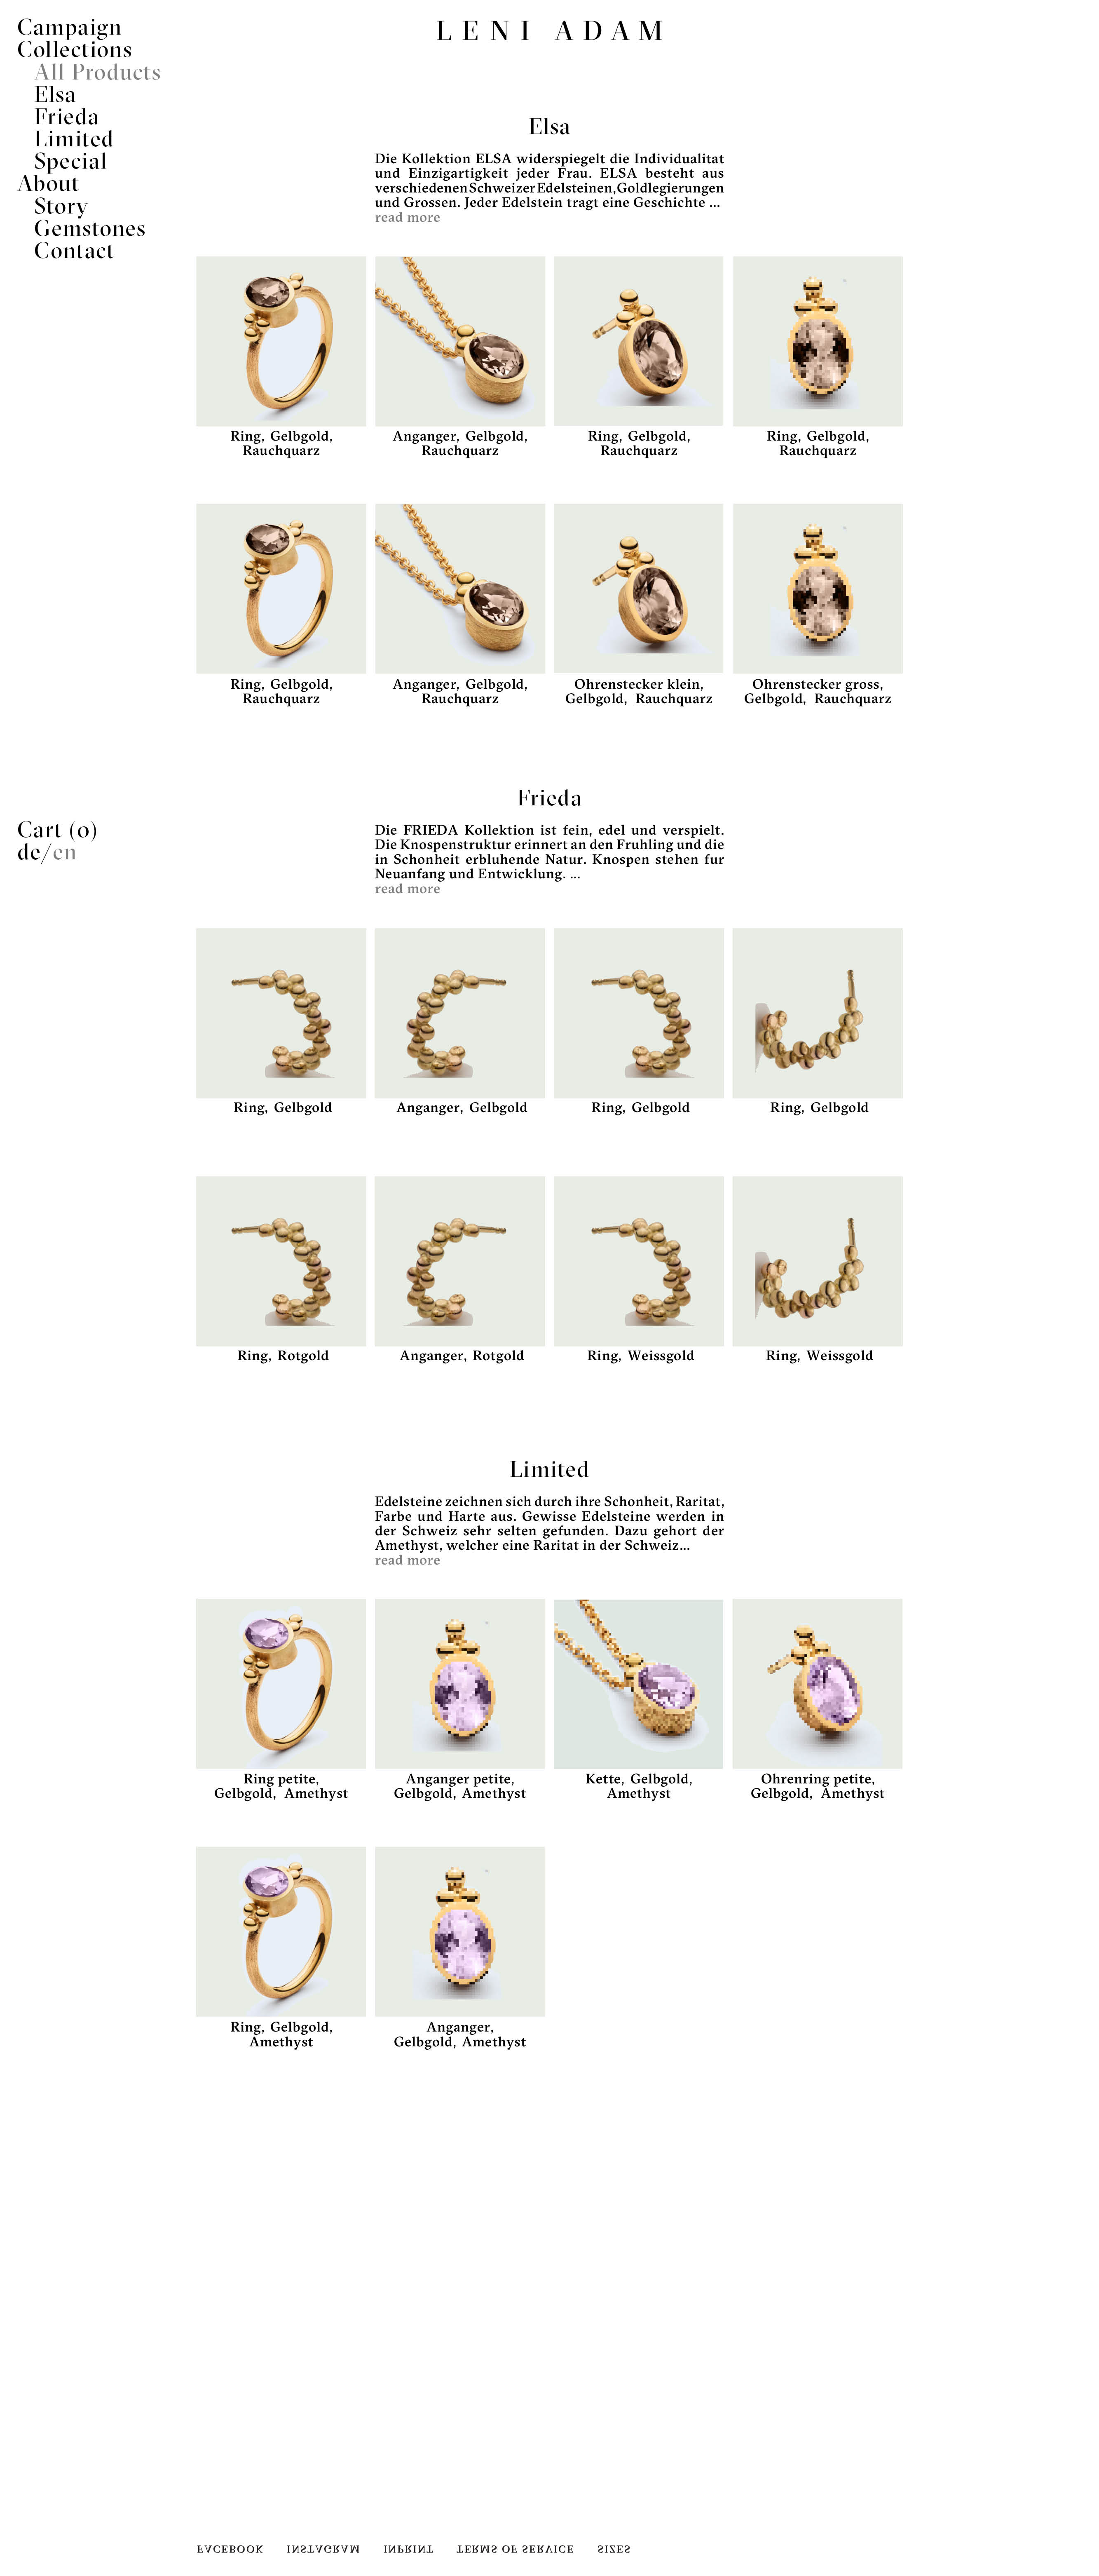 LENI ADAM
Campaign
Collections
All Products
Elsa
Frieda
Limited
Special
About
Story
Gemstones
Contact
Elsa
Die Kollektion ELSA widerspiegelt die Individualitat
und Einzigartigkeit jeder Frau. ELSA besteht aus
verschiedenen Schweizer Edelsteinen, Goldlegierungen
und Grossen. Jeder Edelstein tragt eine Geschichte ...
read more
Ring, Gelbgold,
Rauchquarz
Anganger, Gelbgold,
Rauchquarz
Ring, Gelbgold,
Rauchquarz
Ring, Gelbgold,
Rauchquarz
Ring, Gelbgold,
Rauchquarz
Anganger, Gelbgold,
Rauchquarz
Ohrenstecker klein,
Gelbgold, Rauchquarz
Ohrenstecker gross,
Gelbgold, Rauchquarz
Cart (0)
de/en
Frieda
Die FRIEDA Kollektion ist fein, edel und verspielt.
Die Knospenstruktur erinnert an den Fruhling und die
in Schonheit erbluhende Natur. Knospen stehen fur
Neuanfang und Entwicklung. ...
read more
Ring, Gelbgold
Anganger, Gelbgold
Ring, Gelbgold
Ring, Gelbgold
Ring, Rotgold
Anganger, Rotgold
Ring, Weissgold
Ring, Weissgold
Limited
Edelsteine zeichnen sich durch ihre Schonheit, Raritat,
Farbe und Harte aus. Gewisse Edelsteine werden in
der Schweiz sehr selten gefunden. Dazu gehort der
Amethyst, welcher eine Raritat in der Schweiz...
read more
Ring petite,
Gelbgold, Amethyst
Anganger petite,
Gelbgold, Amethyst
Kette, Gelbgold,
Amethyst
Ohrenring petite,
Gelbgold, Amethyst
Ring, Gelbgold,
Amethyst
Anganger,
Gelbgold, Amethyst
FACEBOOK INSTAGRAM INPRINT TERMS OF SERVICE SIZES